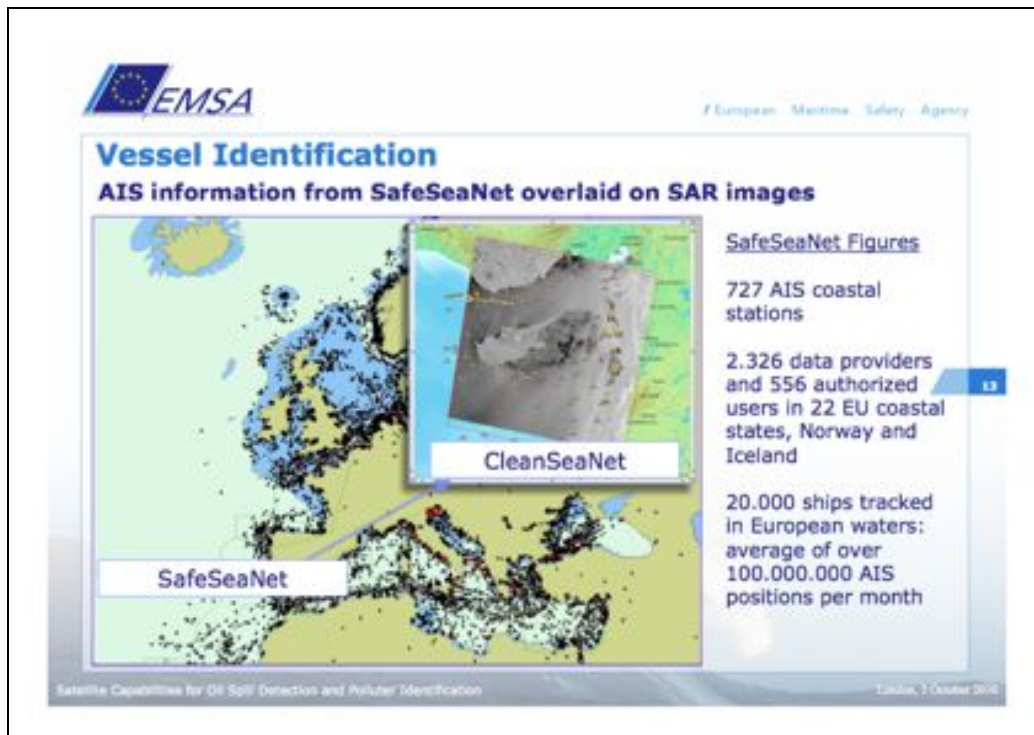 EMSA
/ European Maritime Safety Agency
Vessel Identification
AIS information from SafeSeaNet overlaid on SAR images
SafeSeaNet Figures
727 AIS coastal
stations
2.326 data providers
and 556 authorized
users in 22 EU coastal
states, Norway and
Iceland
20.000 ships tracked
in European waters:
average of over
100.000.000 AIS
positions per month
13
CleanSeaNet
SafeSeaNet
Satellite Capabilities for Oil Spill Detection and Polluter Identification
London, October